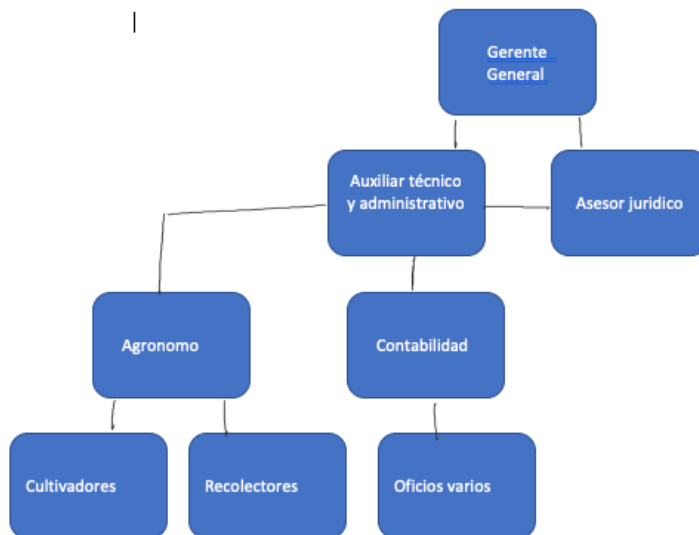 Gerente
General
Auxiliar técnico
y administrativo
Asesor juridico
Agronomo
Contabilidad
Cultivadores
Recolectores
Oficios varios